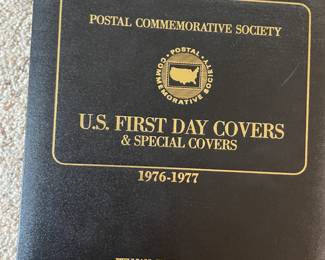 POSTAL COMMEMORATIVE SOCIETY
· POSTAL ·
COMMEMORATIVE SOCIETY
U.S. FIRST DAY COVERS
& SPECIAL COVERS
1976-1977